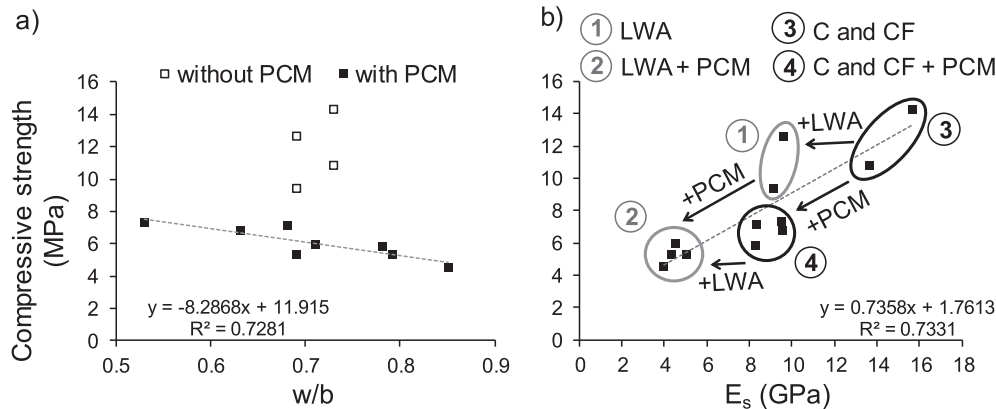 a)
□ without PCM ■ with PCM
Compressive strength
(MPa)
16
14
12
10
8
6
4
2
0
y = -8.2868x + 11.915
R² = 0.7281
0.5 0.6 0.7 0.8 0.9
w/b
b)
1 LWA
3 C and CF
2 LWA + PCM
4 C and CF + PCM
16
14
12
10
8
6
4
2
0
1
+LWA
3
+PCM
+PCM
2
4
+LWA
y = 0.7358x + 1.7613
R² = 0.7331
0 2 4 6 8 10 12 14 16 18
Eₛ (GPa)